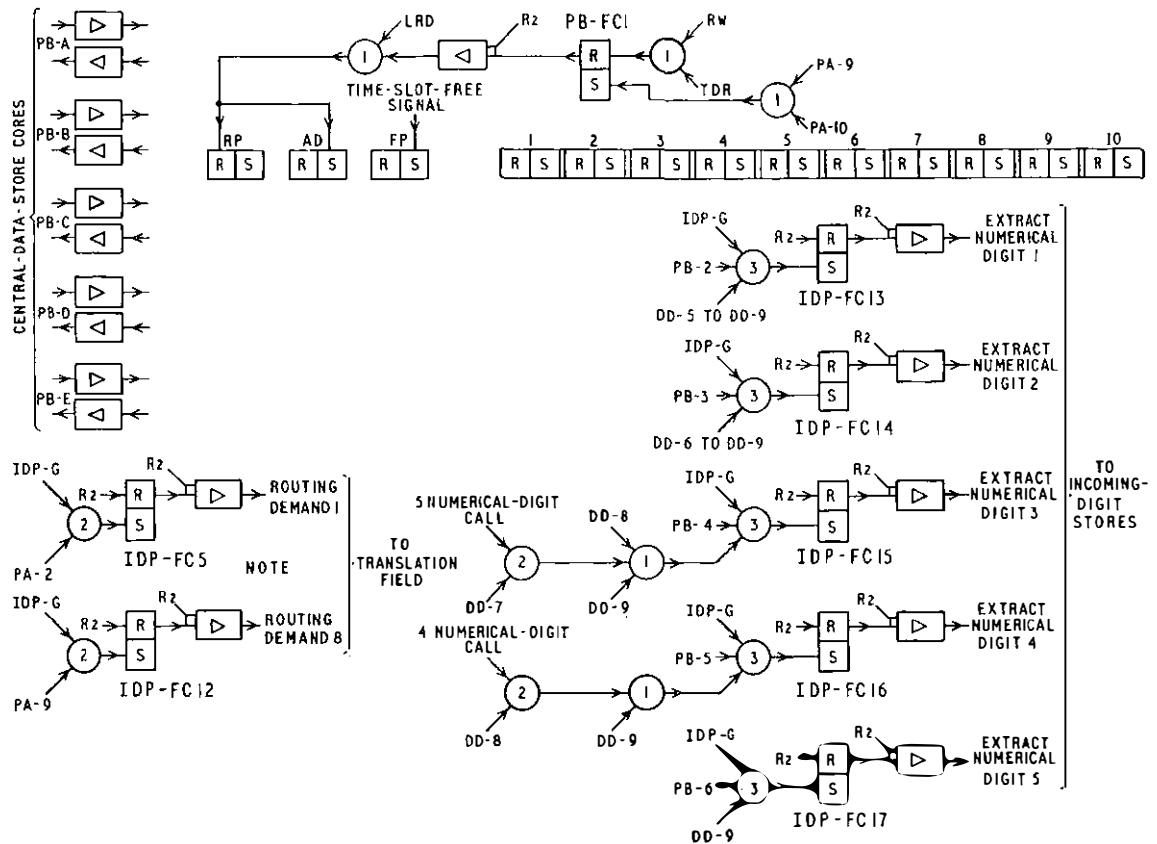 CENTRAL-DATA-STORE CORES
PB-A
PB-B
PB-C
PB-D
PB-E
LRD
1
R2
PB-FC1
R
S
1
RW
TDR
PA-9
1
PA-10
TIME-SLOT-FREE
SIGNAL
RP
R S
AD
R S
FP
R S
1 2 3 4 5 6 7 8 9 10
R S R S R S R S R S R S R S R S R S R S
IDP-G
PB-2
3
DD-5 TO DD-9
R2
R
S
IDP-FC13
R2
EXTRACT
NUMERICAL
DIGIT 1
IDP-G
PB-3
3
DD-6 TO DD-9
R2
R
S
IDP-FC14
R2
EXTRACT
NUMERICAL
DIGIT 2
5 NUMERICAL-DIGIT
CALL
2
DD-7
DD-8
1
DD-9
IDP-G
PB-4
3
R2
R
S
IDP-FC15
R2
EXTRACT
NUMERICAL
DIGIT 3
4 NUMERICAL-DIGIT
CALL
2
DD-8
1
DD-9
IDP-G
PB-5
3
R2
R
S
IDP-FC16
R2
EXTRACT
NUMERICAL
DIGIT 4
IDP-G
PB-6
3
DD-9
R2
R
S
IDP-FC17
R2
EXTRACT
NUMERICAL
DIGIT 5
TO
INCOMING-
DIGIT
STORES
IDP-G
2
PA-2
R2
R
S
IDP-FC5
R2
ROUTING
DEMAND 1
NOTE
IDP-G
2
PA-9
R2
R
S
IDP-FC12
R2
ROUTING
DEMAND 8
TO
TRANSLATION
FIELD